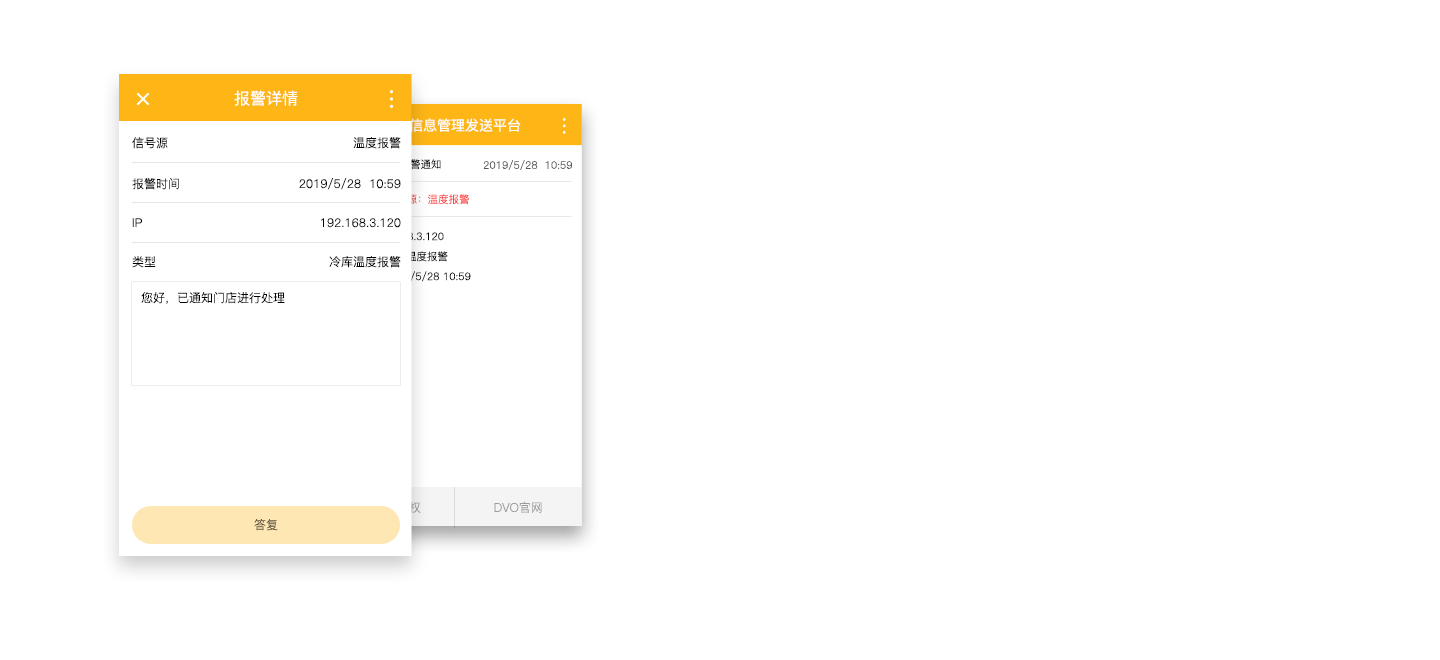 报警详情
信号源 温度报警
报警时间 2019/5/28 10:59
IP 192.168.3.120
类型 冷库温度报警
您好，已通知门店进行处理
答复
信息管理发送平台
警通知 2019/5/28 10:59
源：温度报警
.3.120
温度报警
/5/28 10:59
权 DVO官网